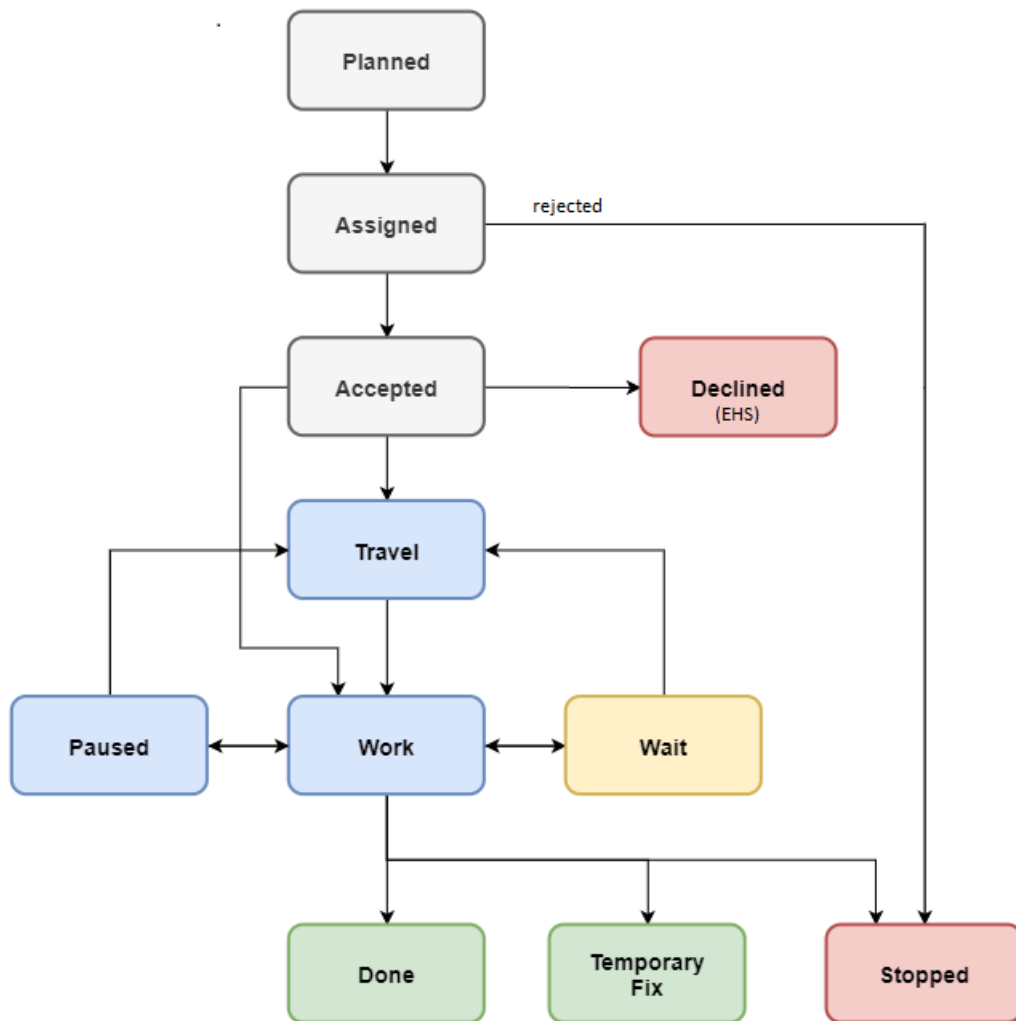 Planned
Assigned
rejected
Accepted
Declined
(EHS)
Travel
Paused
Work
Wait
Done
Temporary
Fix
Stopped